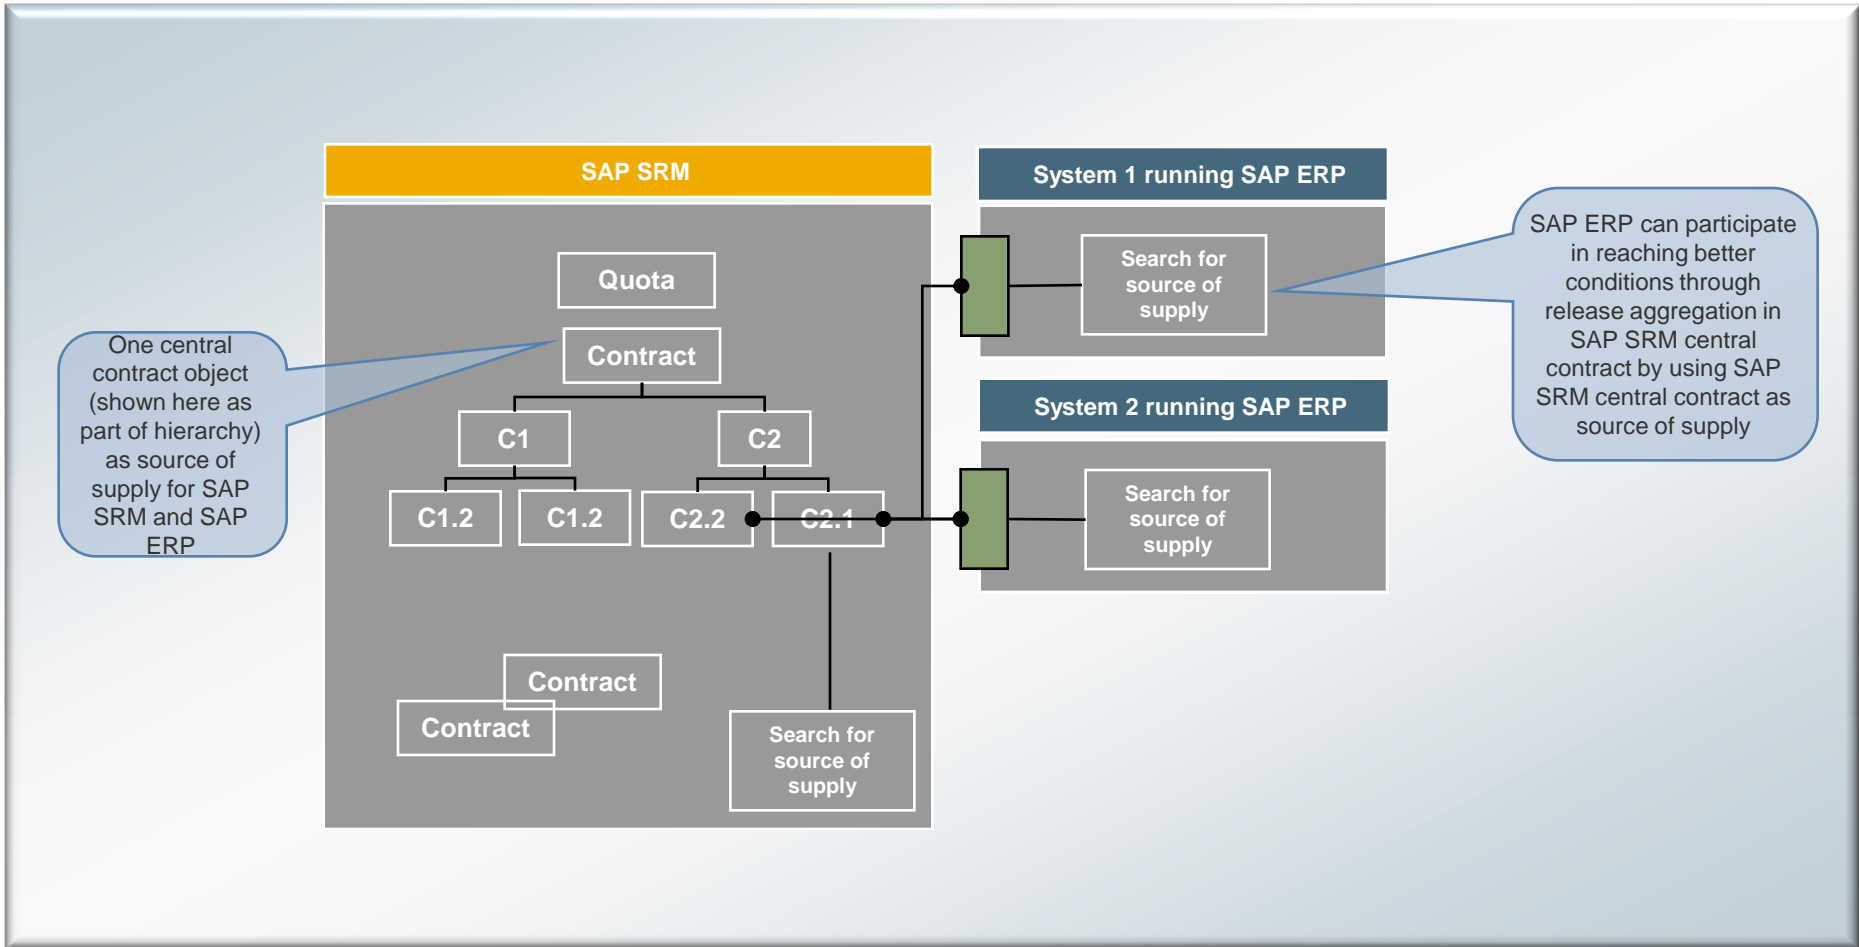 SAP SRM
Quota
Contract
C1
C2
C1.2
C1.2
C2.2
C2.1
Contract
Contract
Search for
source of
supply
One central
contract object
(shown here as
part of hierarchy)
as source of
supply for SAP
SRM and SAP
ERP
System 1 running SAP ERP
Search for
source of
supply
System 2 running SAP ERP
Search for
source of
supply
SAP ERP can participate
in reaching better
conditions through
release aggregation in
SAP SRM central
contract by using SAP
SRM central contract as
source of supply